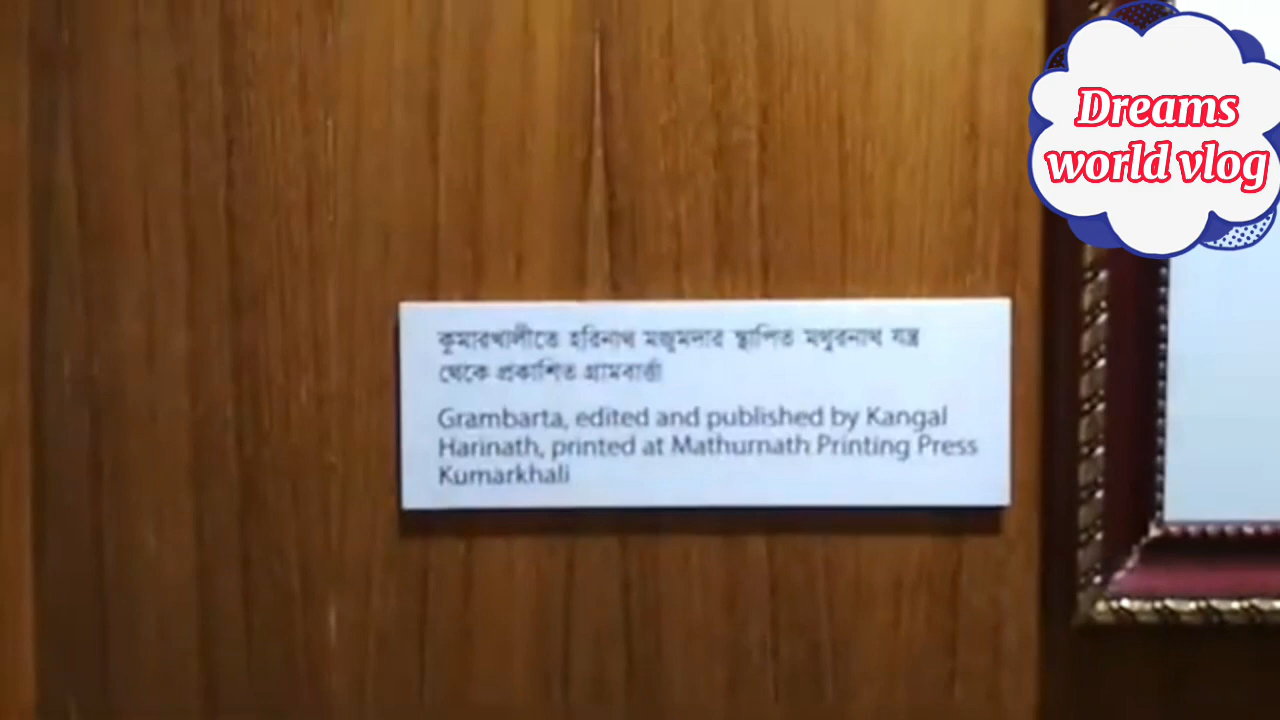 কুমারখালীতে হরিনাথ মজুমদার স্থাপিত মথুরনাথ যন্ত্র
থেকে প্রকাশিত গ্রামবার্ত্তা
Grambarta, edited and published by Kangal
Harinath, printed at Mathurnath Printing Press
Kumarkhali
Dreams
world vlog